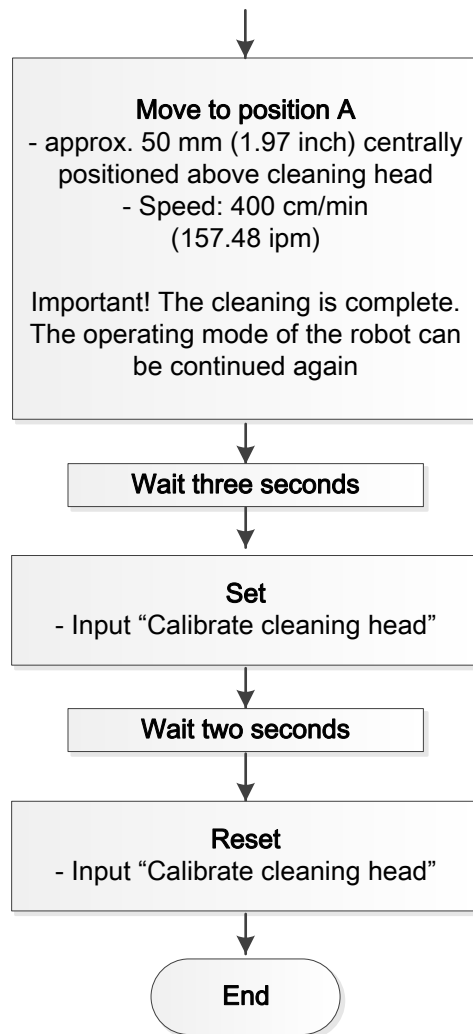 Move to position A
- approx. 50 mm (1.97 inch) centrally
positioned above cleaning head
- Speed: 400 cm/min
(157.48 ipm)
Important! The cleaning is complete.
The operating mode of the robot can
be continued again
Wait three seconds
Set
- Input “Calibrate cleaning head”
Wait two seconds
Reset
- Input “Calibrate cleaning head”
End